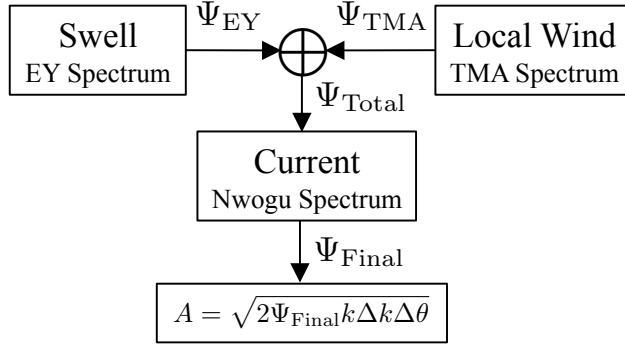 Swell
EY Spectrum
Ψ_EY
Ψ_TMA
Local Wind
TMA Spectrum
Ψ_Total
Current
Nwogu Spectrum
Ψ_Final
A = √(2Ψ_Final kΔkΔθ)